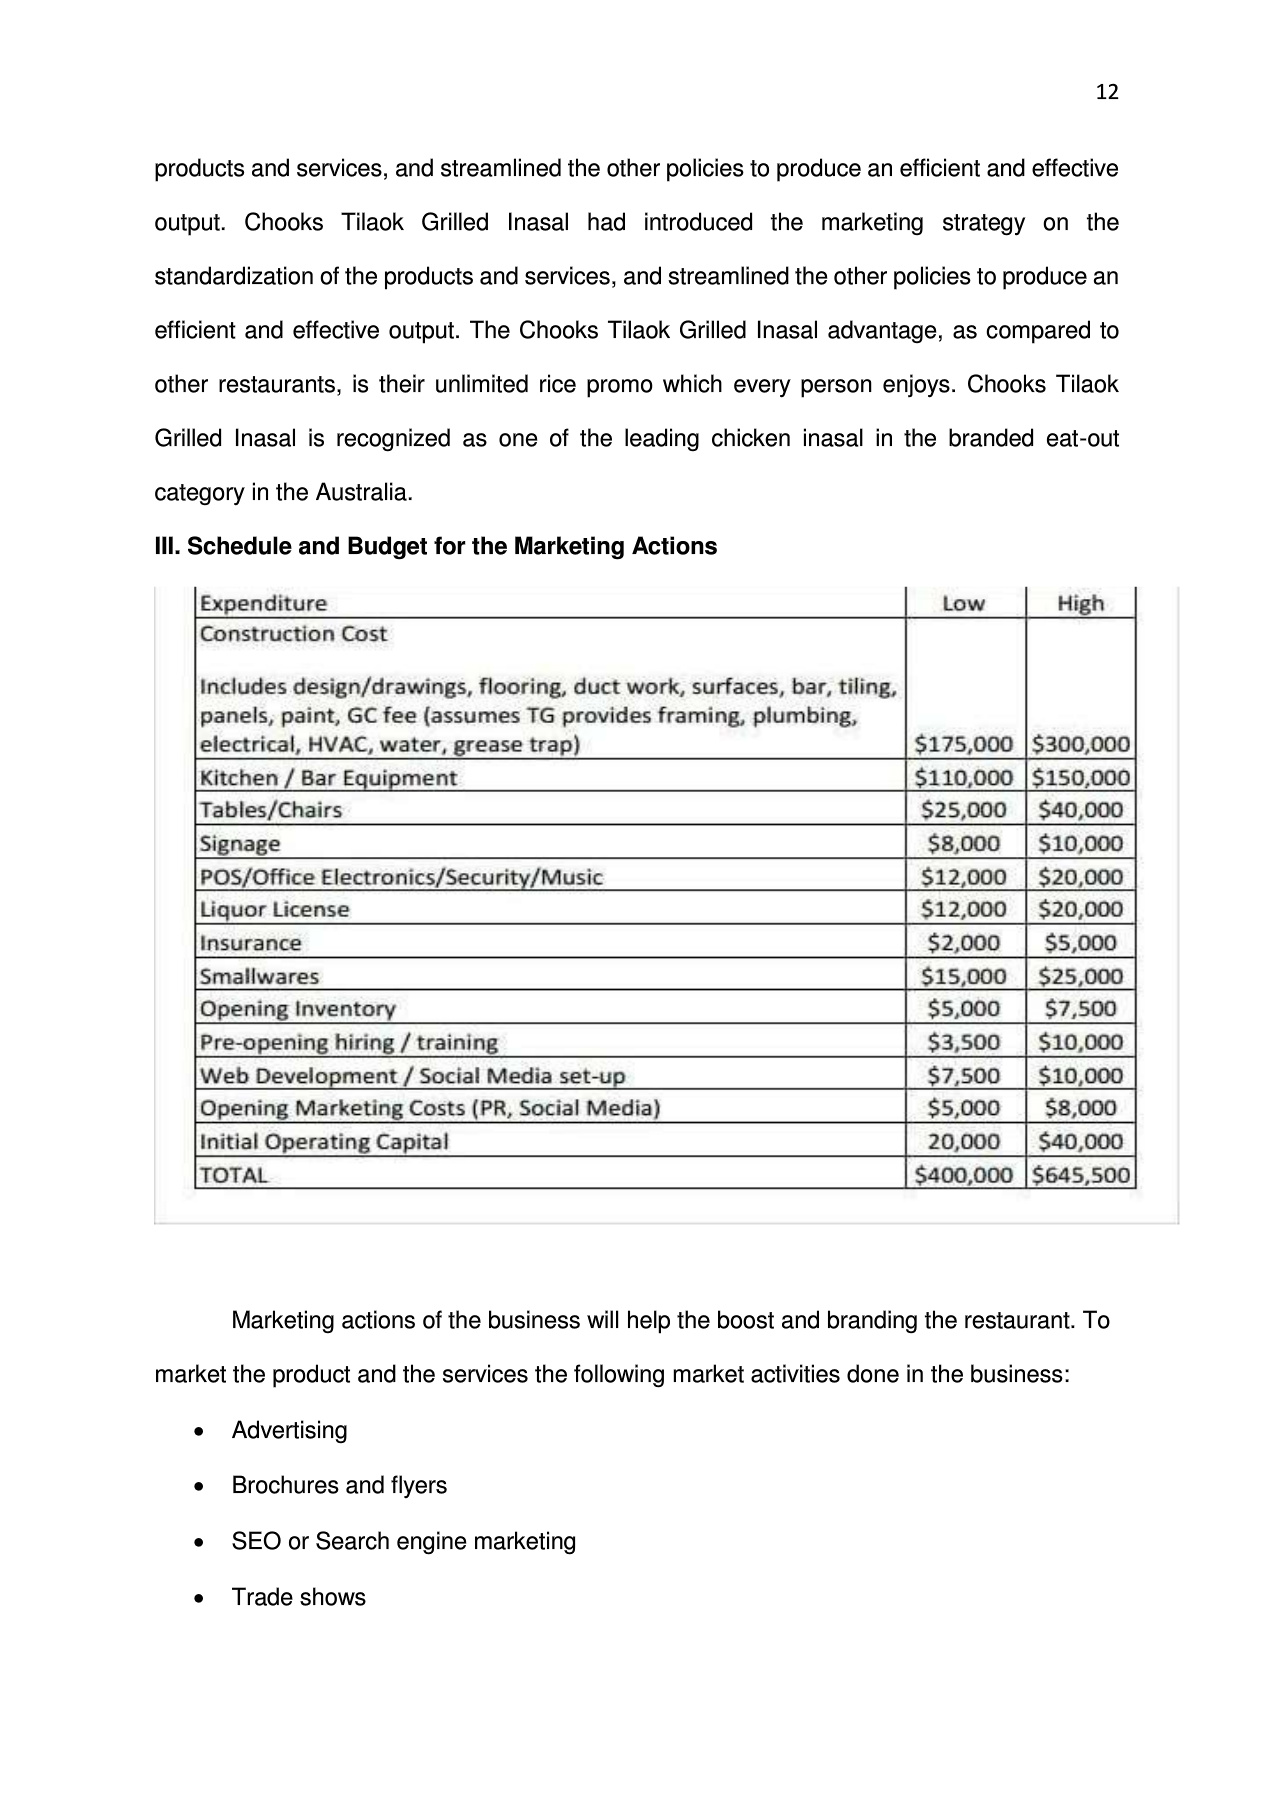 12
products and services, and streamlined the other policies to produce an efficient and effective
output. Chooks Tilaok Grilled Inasal had introduced the marketing strategy on the
standardization of the products and services, and streamlined the other policies to produce an
efficient and effective output. The Chooks Tilaok Grilled Inasal advantage, as compared to
other restaurants, is their unlimited rice promo which every person enjoys. Chooks Tilaok
Grilled Inasal is recognized as one of the leading chicken inasal in the branded eat-out
category in the Australia.
III. Schedule and Budget for the Marketing Actions
Expenditure Low High
Construction Cost
Includes design/drawings, flooring, duct work, surfaces, bar, tiling,
panels, paint, GC fee (assumes TG provides framing, plumbing,
electrical, HVAC, water, grease trap) $175,000 $300,000
Kitchen / Bar Equipment $110,000 $150,000
Tables/Chairs $25,000 $40,000
Signage $8,000 $10,000
POS/Office Electronics/Security/Music $12,000 $20,000
Liquor License $12,000 $20,000
Insurance $2,000 $5,000
Smallwares $15,000 $25,000
Opening Inventory $5,000 $7,500
Pre-opening hiring / training $3,500 $10,000
Web Development / Social Media set-up $7,500 $10,000
Opening Marketing Costs (PR, Social Media) $5,000 $8,000
Initial Operating Capital 20,000 $40,000
TOTAL $400,000 $645,500
Marketing actions of the business will help the boost and branding the restaurant. To
market the product and the services the following market activities done in the business:
• Advertising
• Brochures and flyers
• SEO or Search engine marketing
• Trade shows